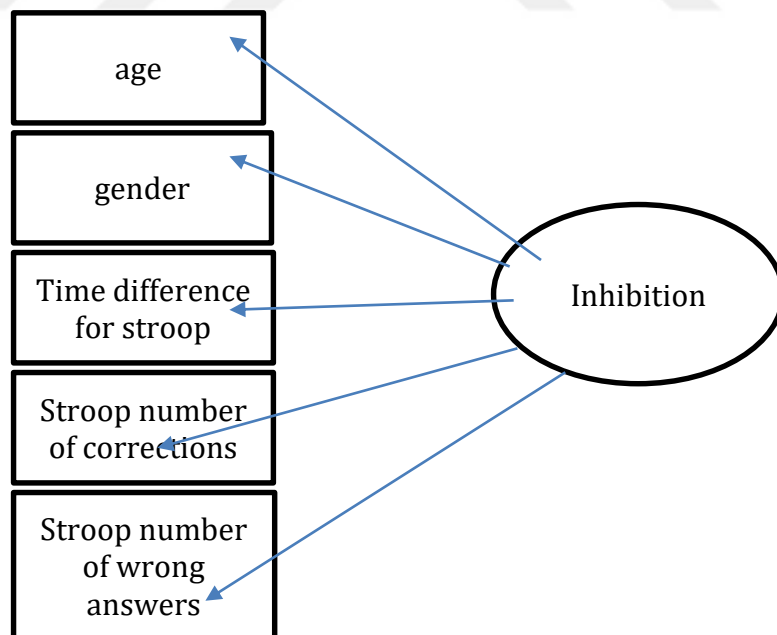 age
gender
Time difference
for stroop
Inhibition
Stroop number
of corrections
Stroop number
of wrong
answers